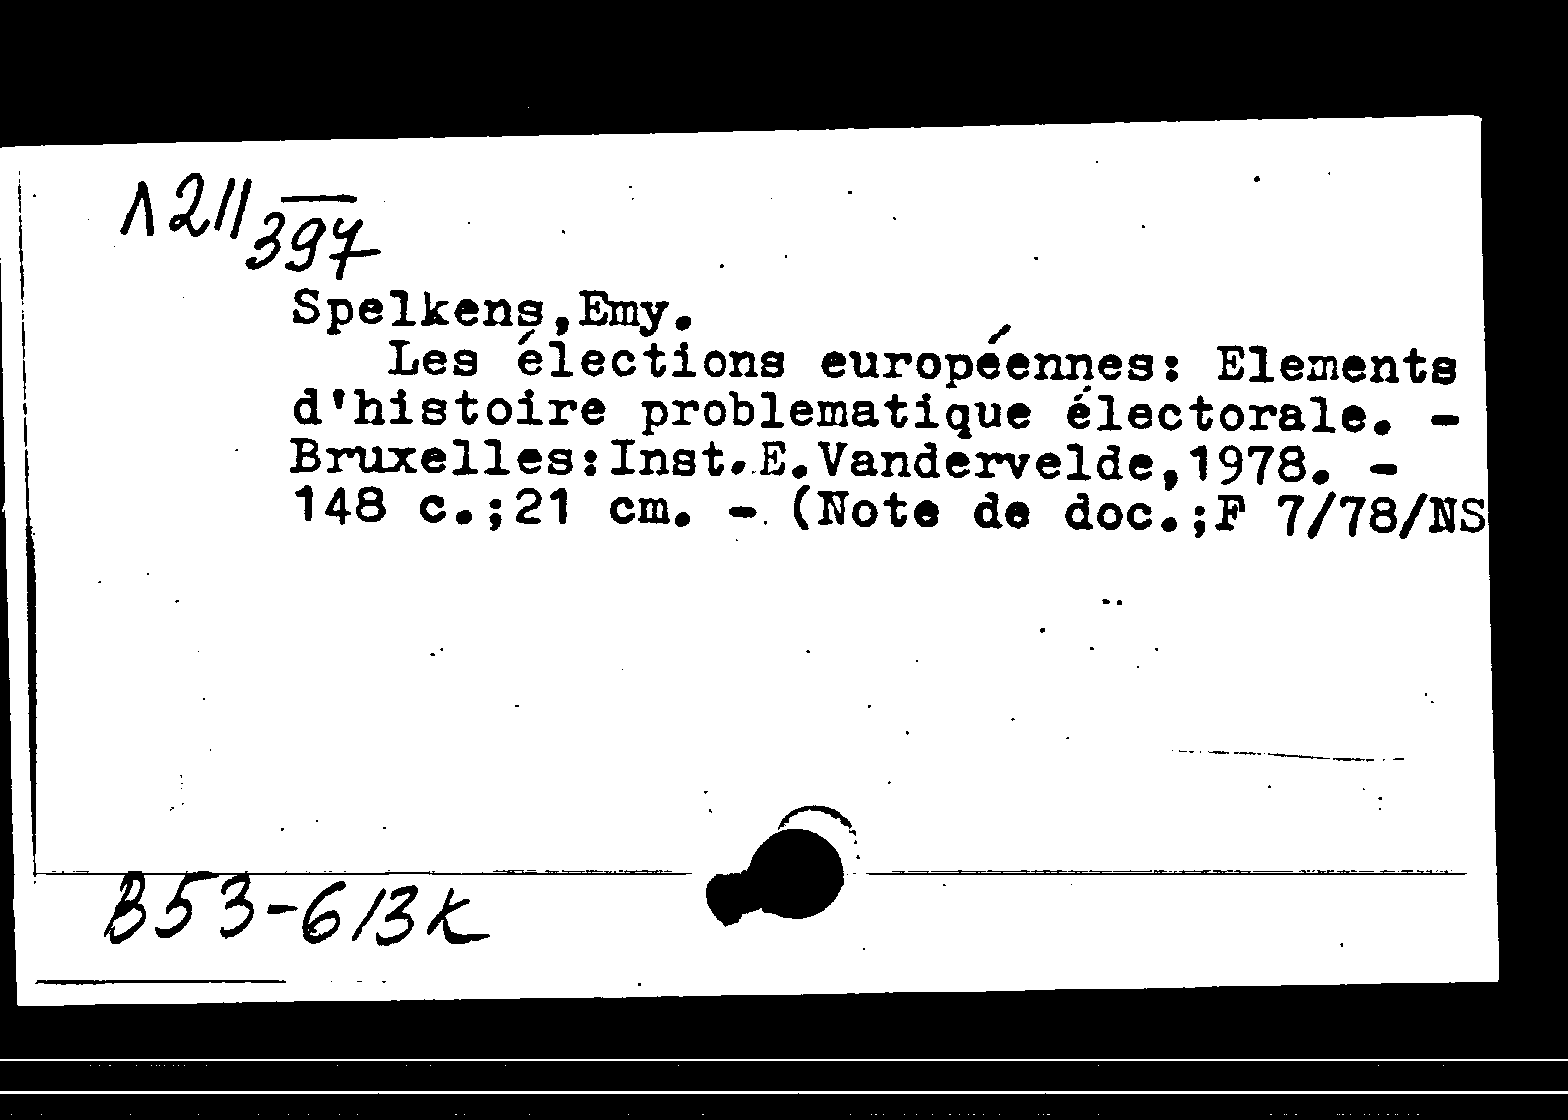 Λ211/397
Spelkens,Emy.
Les élections européennes: Elements
d'histoire problematique électorale. -
Bruxelles:Inst.E.Vandervelde,1978. -
148 c.;21 cm. - (Note de doc.;F 7/78/NS
B53-613k